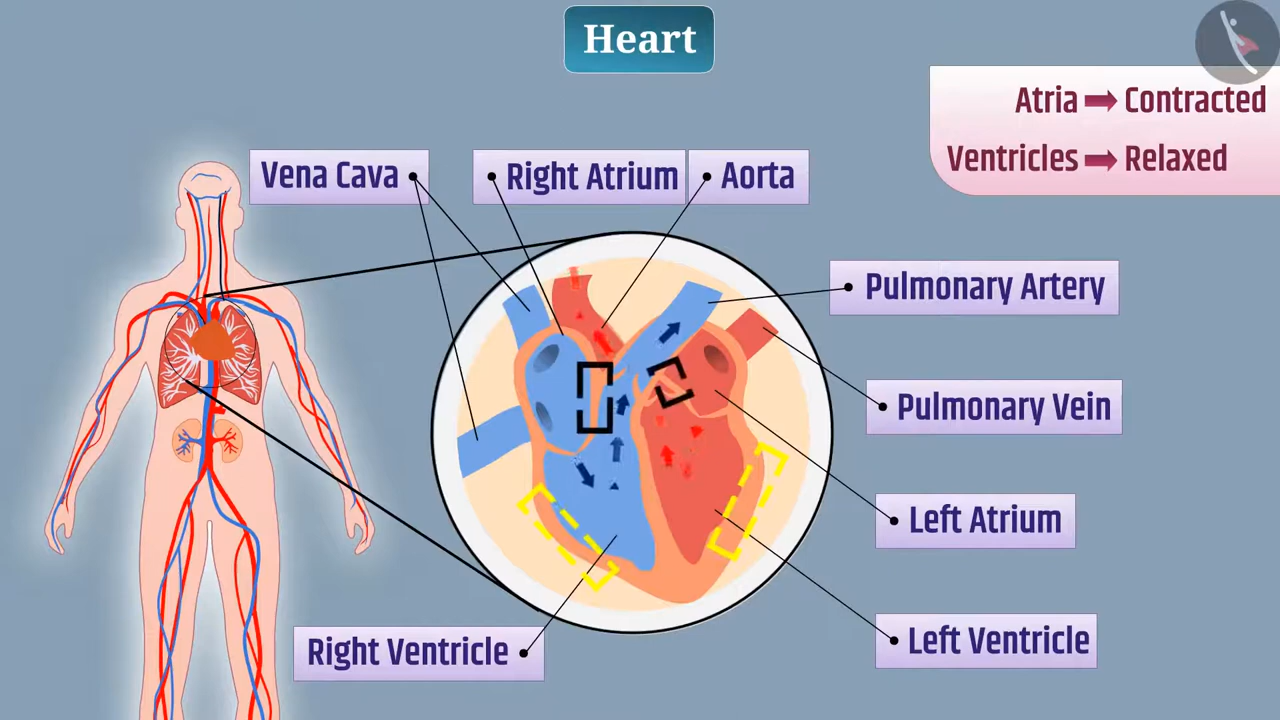 Heart
Atria ➡ Contracted
Ventricles ➡ Relaxed
Vena Cava
Right Atrium
Aorta
Pulmonary Artery
Pulmonary Vein
Left Atrium
Left Ventricle
Right Ventricle